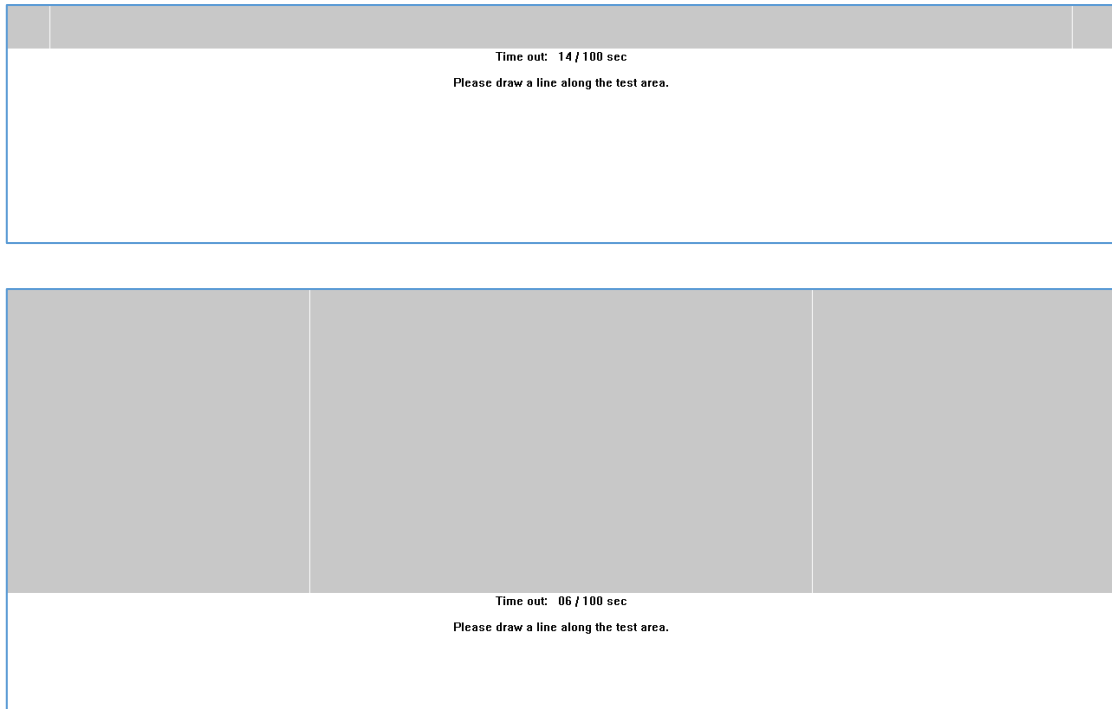 Time out: 14 / 100 sec
Please draw a line along the test area.
Time out: 06 / 100 sec
Please draw a line along the test area.